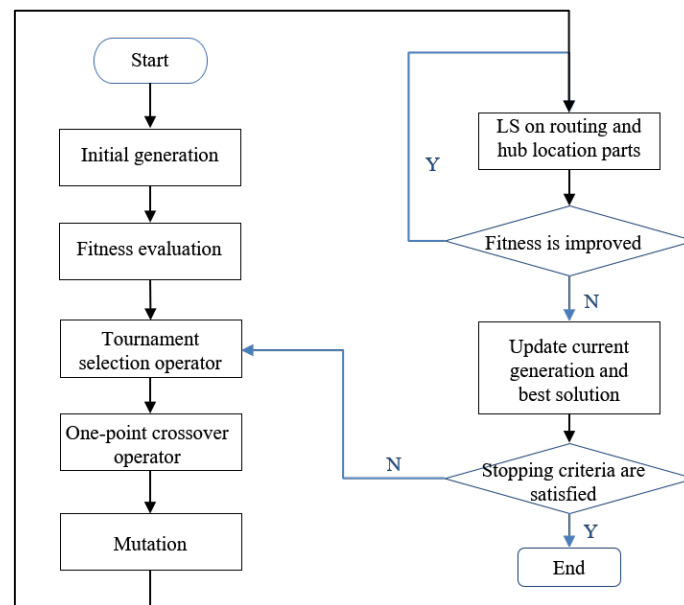 Start
Initial generation
Fitness evaluation
Tournament
selection operator
One-point crossover
operator
Mutation
LS on routing and
hub location parts
Y
Fitness is improved
N
Update current
generation and
best solution
N
Stopping criteria are
satisfied
Y
End